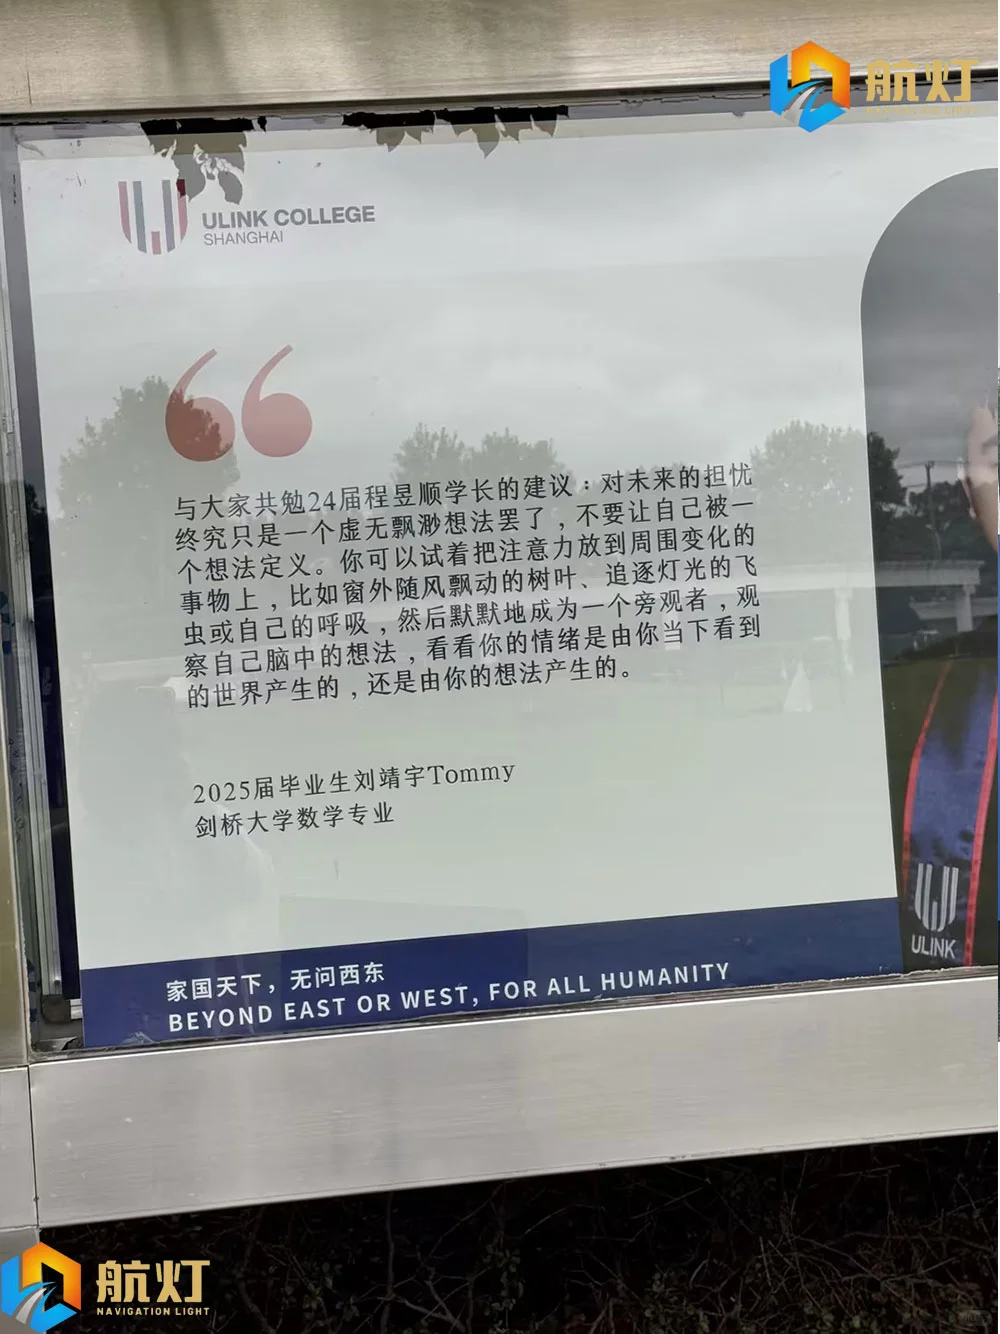 航灯
NAVIGATION LIGHT
ULINK COLLEGE
SHANGHAI
与大家共勉24届程昱顺学长的建议：对未来的担忧
终究只是一个虚无飘渺想法罢了，不要让自己被一
个想法定义。你可以试着把注意力放到周围变化的
事物上，比如窗外随风飘动的树叶、追逐灯光的飞
虫或自己的呼吸，然后默默地成为一个旁观者，观
察自己脑中的想法，看看你的情绪是由你当下看到
的世界产生的，还是由你的想法产生的。
2025届毕业生刘靖宇Tommy
剑桥大学数学专业
ULINK
家国天下，无问西东
BEYOND EAST OR WEST, FOR ALL HUMANITY
航灯
NAVIGATION LIGHT